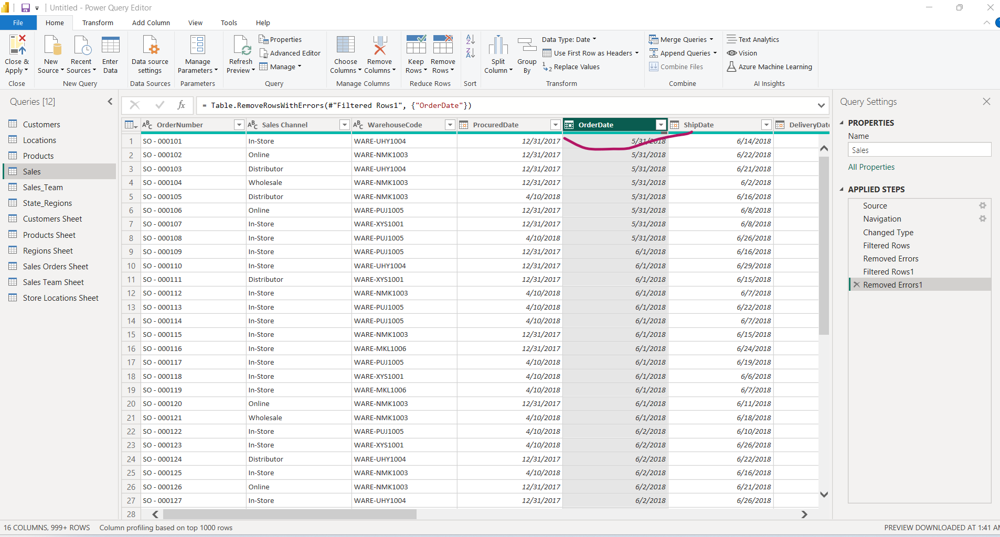 Untitled - Power Query Editor
File Home Transform Add Column View Tools Help
Close & Apply
Close
New Source
Recent Sources
Enter Data
New Query
Data source settings
Data Sources
Manage Parameters
Parameters
Refresh Preview
Properties
Advanced Editor
Manage
Query
Choose Columns
Remove Columns
Manage Columns
Keep Rows
Remove Rows
Reduce Rows
Sort
Split Column
Group By
Data Type: Date
Use First Row as Headers
Replace Values
Transform
Merge Queries
Append Queries
Combine Files
Combine
Text Analytics
Vision
Azure Machine Learning
AI Insights
Queries [12]
Customers
Locations
Products
Sales
Sales_Team
State_Regions
Customers Sheet
Products Sheet
Regions Sheet
Sales Orders Sheet
Sales Team Sheet
Store Locations Sheet
fx = Table.RemoveRowsWithErrors(#"Filtered Rows1", {"OrderDate"})
OrderNumber Sales Channel WarehouseCode ProcuredDate OrderDate ShipDate DeliveryDate
1 SO - 000101 In-Store WARE-UHY1004 12/31/2017 5/31/2018 6/14/2018
2 SO - 000102 Online WARE-NMK1003 12/31/2017 5/31/2018 6/22/2018
3 SO - 000103 Distributor WARE-UHY1004 12/31/2017 5/31/2018 6/21/2018
4 SO - 000104 Wholesale WARE-NMK1003 12/31/2017 5/31/2018 6/2/2018
5 SO - 000105 Distributor WARE-NMK1003 4/10/2018 5/31/2018 6/16/2018
6 SO - 000106 Online WARE-PUJ1005 12/31/2017 5/31/2018 6/8/2018
7 SO - 000107 In-Store WARE-XYS1001 12/31/2017 5/31/2018 6/8/2018
8 SO - 000108 In-Store WARE-PUJ1005 4/10/2018 5/31/2018 6/26/2018
9 SO - 000109 In-Store WARE-PUJ1005 12/31/2017 6/1/2018 6/16/2018
10 SO - 000110 In-Store WARE-UHY1004 12/31/2017 6/1/2018 6/29/2018
11 SO - 000111 Distributor WARE-XYS1001 12/31/2017 6/1/2018 6/15/2018
12 SO - 000112 In-Store WARE-NMK1003 4/10/2018 6/1/2018 6/7/2018
13 SO - 000113 In-Store WARE-PUJ1005 4/10/2018 6/1/2018 6/22/2018
14 SO - 000114 In-Store WARE-PUJ1005 4/10/2018 6/1/2018 6/7/2018
15 SO - 000115 In-Store WARE-NMK1003 12/31/2017 6/1/2018 6/15/2018
16 SO - 000116 In-Store WARE-MKL1006 12/31/2017 6/1/2018 6/24/2018
17 SO - 000117 In-Store WARE-PUJ1005 4/10/2018 6/1/2018 6/19/2018
18 SO - 000118 In-Store WARE-XYS1001 4/10/2018 6/1/2018 6/6/2018
19 SO - 000119 In-Store WARE-MKL1006 4/10/2018 6/1/2018 6/7/2018
20 SO - 000120 Online WARE-NMK1003 12/31/2017 6/1/2018 6/11/2018
21 SO - 000121 Wholesale WARE-NMK1003 4/10/2018 6/1/2018 6/18/2018
22 SO - 000122 In-Store WARE-PUJ1005 4/10/2018 6/2/2018 6/10/2018
23 SO - 000123 In-Store WARE-XYS1001 4/10/2018 6/2/2018 6/26/2018
24 SO - 000124 Distributor WARE-UHY1004 12/31/2017 6/2/2018 6/22/2018
25 SO - 000125 In-Store WARE-NMK1003 4/10/2018 6/2/2018 6/16/2018
26 SO - 000126 Online WARE-NMK1003 12/31/2017 6/2/2018 6/21/2018
27 SO - 000127 In-Store WARE-UHY1004 12/31/2017 6/2/2018 6/26/2018
28
Query Settings
PROPERTIES
Name
Sales
All Properties
APPLIED STEPS
Source
Navigation
Changed Type
Filtered Rows
Removed Errors
Filtered Rows1
Removed Errors1
16 COLUMNS, 999+ ROWS Column profiling based on top 1000 rows PREVIEW DOWNLOADED AT 1:41 AM